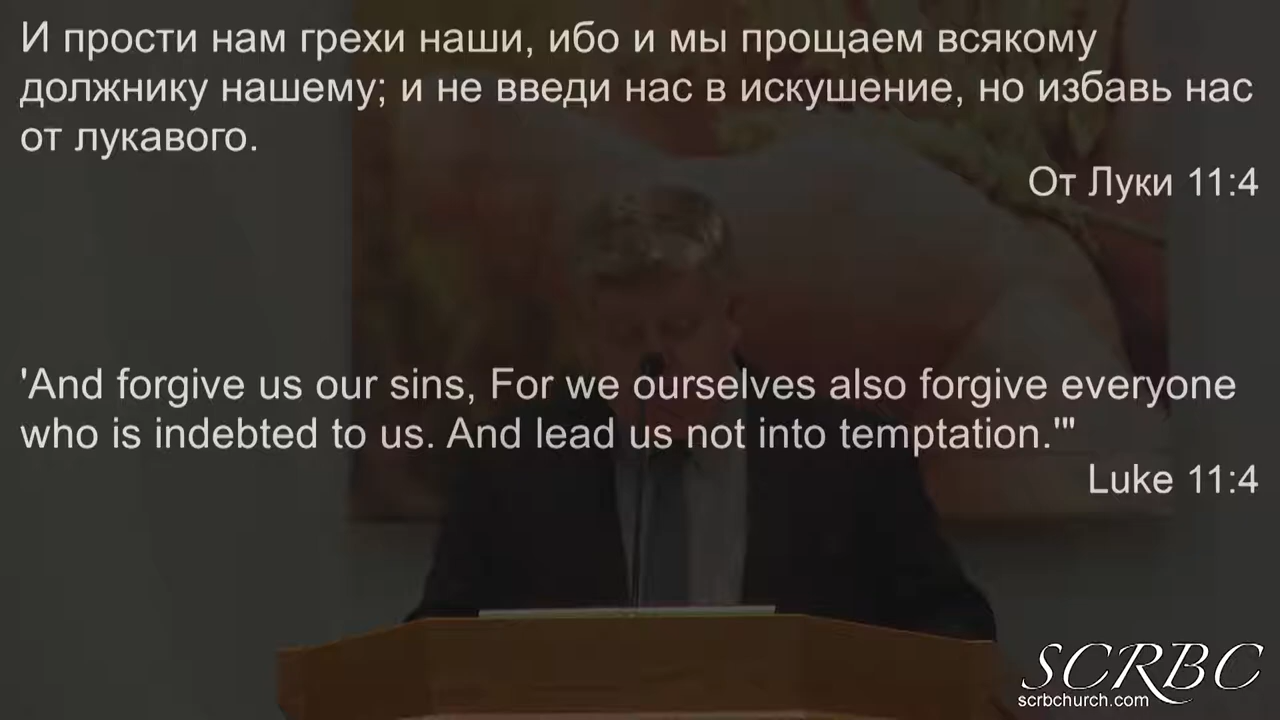 И прости нам грехи наши, ибо и мы прощаем всякому
должнику нашему; и не введи нас в искушение, но избавь нас
от лукавого.
От Луки 11:4
'And forgive us our sins, For we ourselves also forgive everyone
who is indebted to us. And lead us not into temptation.'"
Luke 11:4
SCRBC
scrbchurch.com